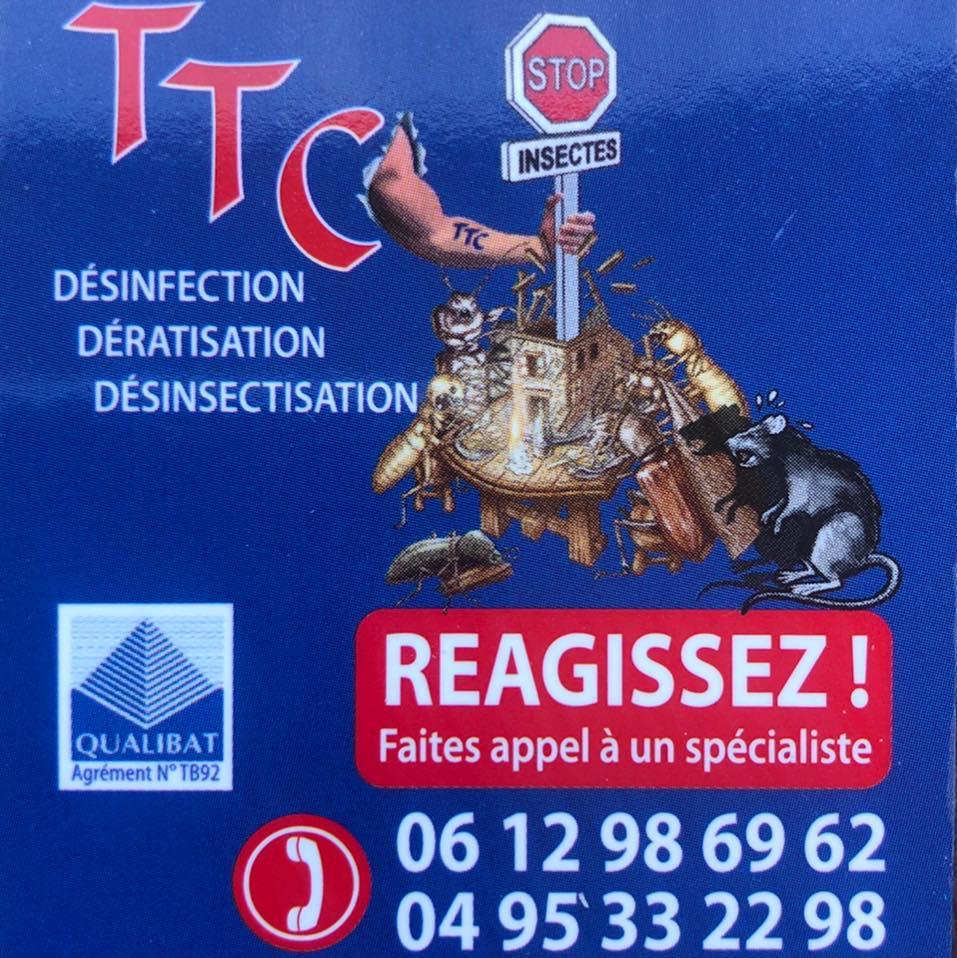 TTC
STOP
INSECTES
TTC
DÉSINFECTION
DÉRATISATION
DÉSINSECTISATION
REAGISSEZ !
Faites appel à un spécialiste
QUALIBAT
Agrément N° TB92
06 12 98 69 62
04 95 33 22 98